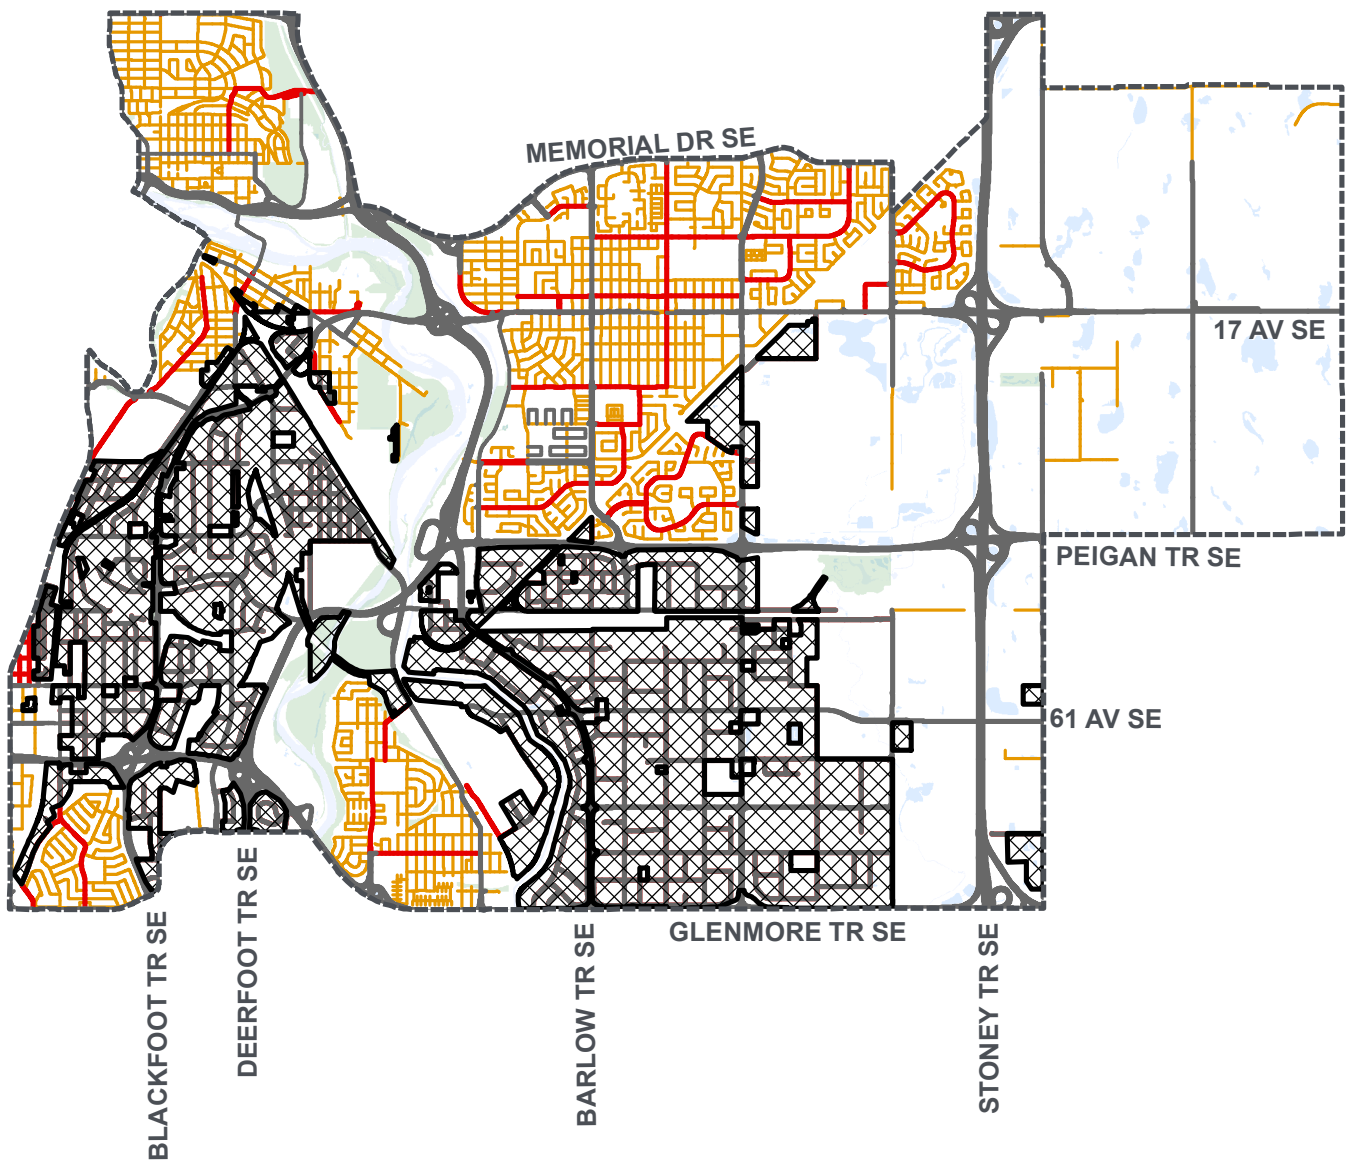 MEMORIAL DR SE
17 AV SE
PEIGAN TR SE
61 AV SE
GLENMORE TR SE
BLACKFOOT TR SE
DEERFOOT TR SE
BARLOW TR SE
STONEY TR SE